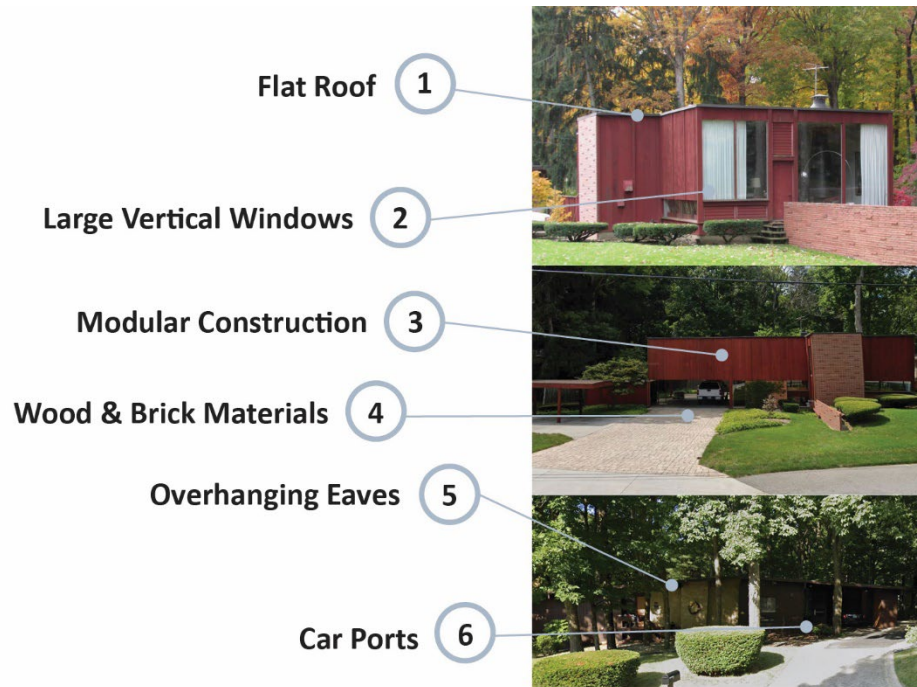 Flat Roof 1
Large Vertical Windows 2
Modular Construction 3
Wood & Brick Materials 4
Overhanging Eaves 5
Car Ports 6